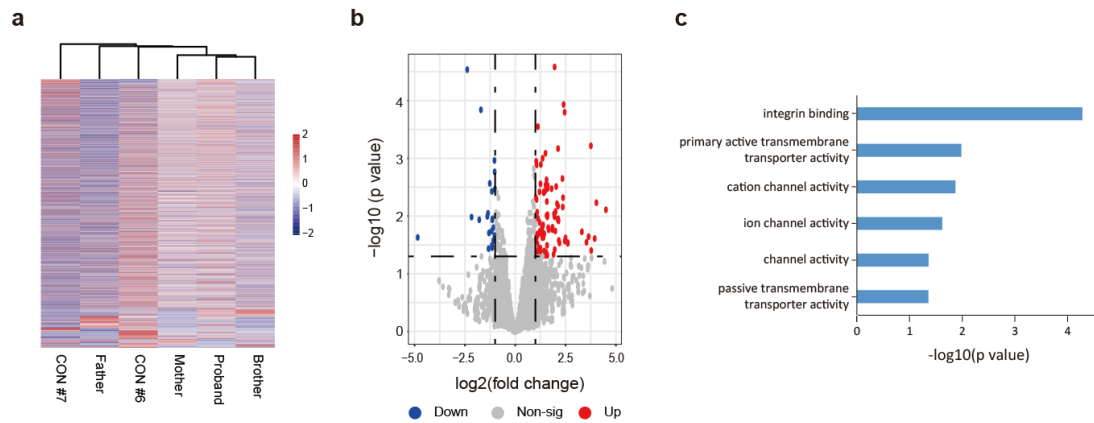 a
2
1
0
−1
−2
CON #7
Father
CON #6
Mother
Proband
Brother
b
−log10 (p value)
4
3
2
1
0
−5.0
−2.5
0.0
2.5
5.0
log2(fold change)
Down
Non-sig
Up
c
integrin binding
primary active transmembrane
transporter activity
cation channel activity
ion channel activity
channel activity
passive transmembrane
transporter activity
0
1
2
3
4
-log10(p value)